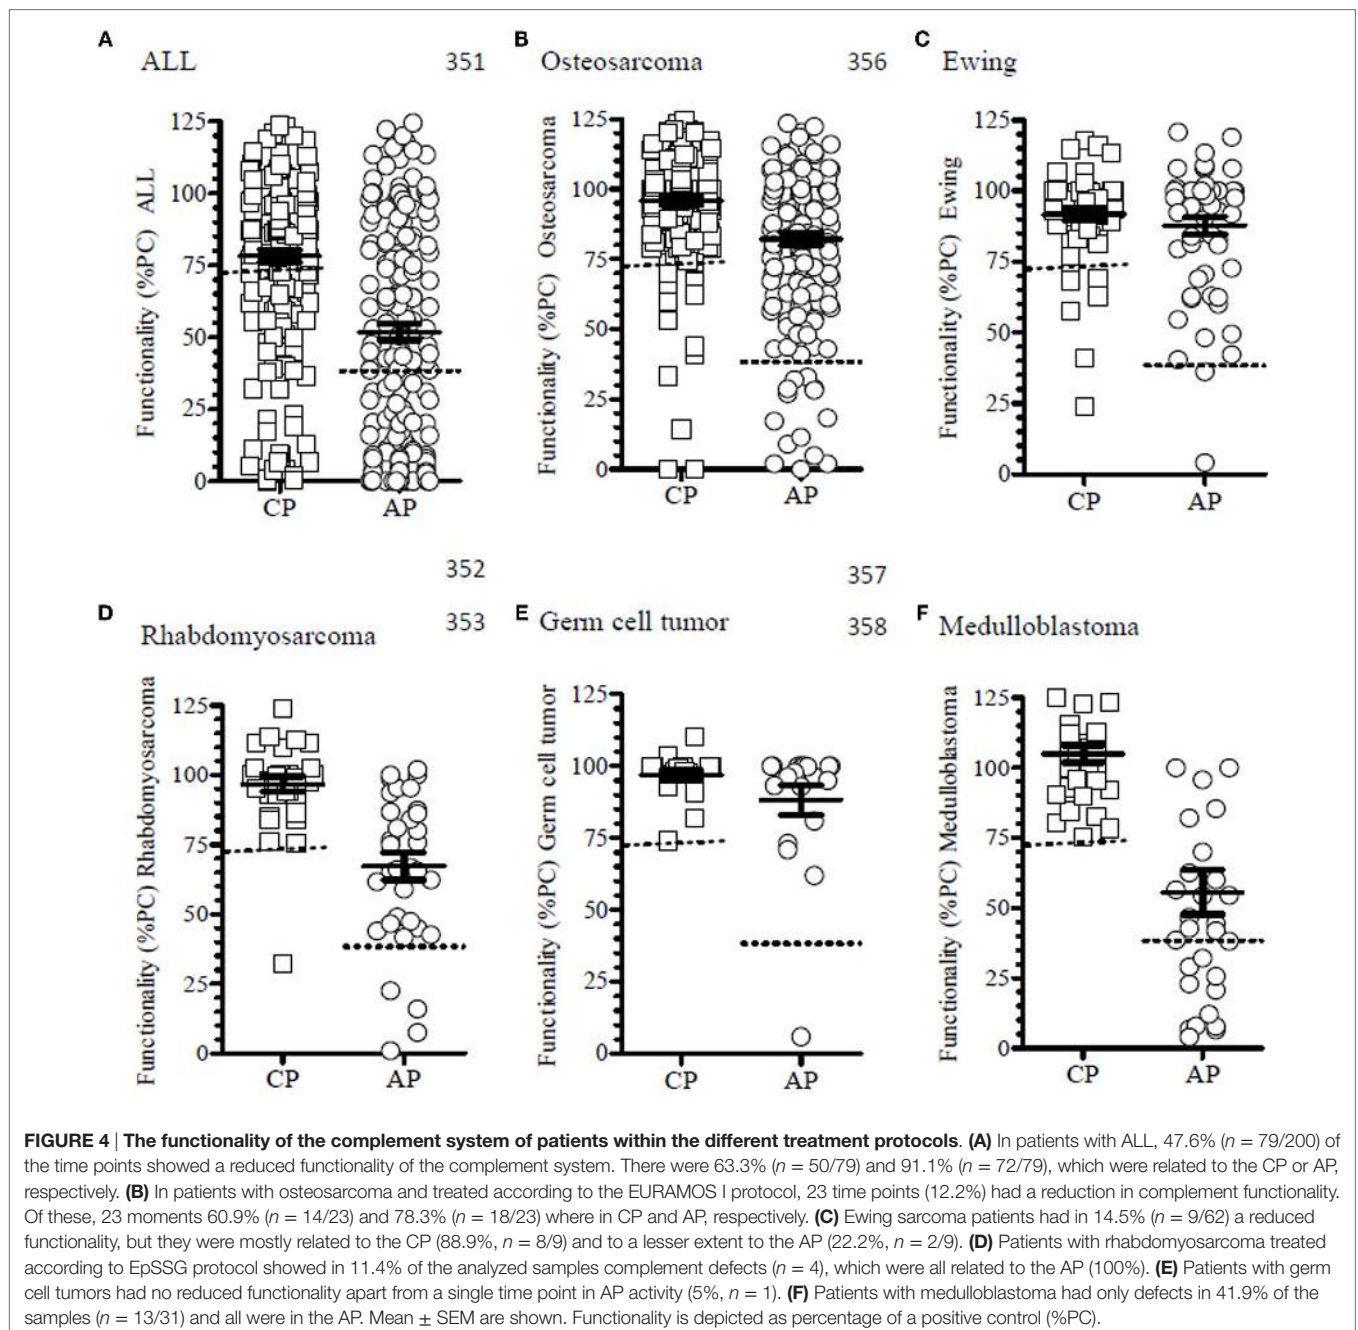 A
ALL
351
B
Osteosarcoma
356
C
Ewing
Functionality (%PC) ALL
125
100
75
50
25
0
CP
AP
Functionality (%PC) Osteosarcoma
125
100
75
50
25
0
CP
AP
Functionality (%PC) Ewing
125
100
75
50
25
0
CP
AP
352
357
D
Rhabdomyosarcoma
353
E
Germ cell tumor
358
F
Medulloblastoma
Functionality (%PC) Rhabdomyosarcoma
125
100
75
50
25
0
CP
AP
Functionality (%PC) Germ cell tumor
125
100
75
50
25
0
CP
AP
Functionality (%PC) Medulloblastoma
125
100
75
50
25
0
CP
AP
FIGURE 4 | The functionality of the complement system of patients within the different treatment protocols. (A) In patients with ALL, 47.6% (n = 79/200) of
the time points showed a reduced functionality of the complement system. There were 63.3% (n = 50/79) and 91.1% (n = 72/79), which were related to the CP or AP,
respectively. (B) In patients with osteosarcoma and treated according to the EURAMOS I protocol, 23 time points (12.2%) had a reduction in complement functionality.
Of these, 23 moments 60.9% (n = 14/23) and 78.3% (n = 18/23) where in CP and AP, respectively. (C) Ewing sarcoma patients had in 14.5% (n = 9/62) a reduced
functionality, but they were mostly related to the CP (88.9%, n = 8/9) and to a lesser extent to the AP (22.2%, n = 2/9). (D) Patients with rhabdomyosarcoma treated
according to EpSSG protocol showed in 11.4% of the analyzed samples complement defects (n = 4), which were all related to the AP (100%). (E) Patients with germ
cell tumors had no reduced functionality apart from a single time point in AP activity (5%, n = 1). (F) Patients with medulloblastoma had only defects in 41.9% of the
samples (n = 13/31) and all were in the AP. Mean ± SEM are shown. Functionality is depicted as percentage of a positive control (%PC).